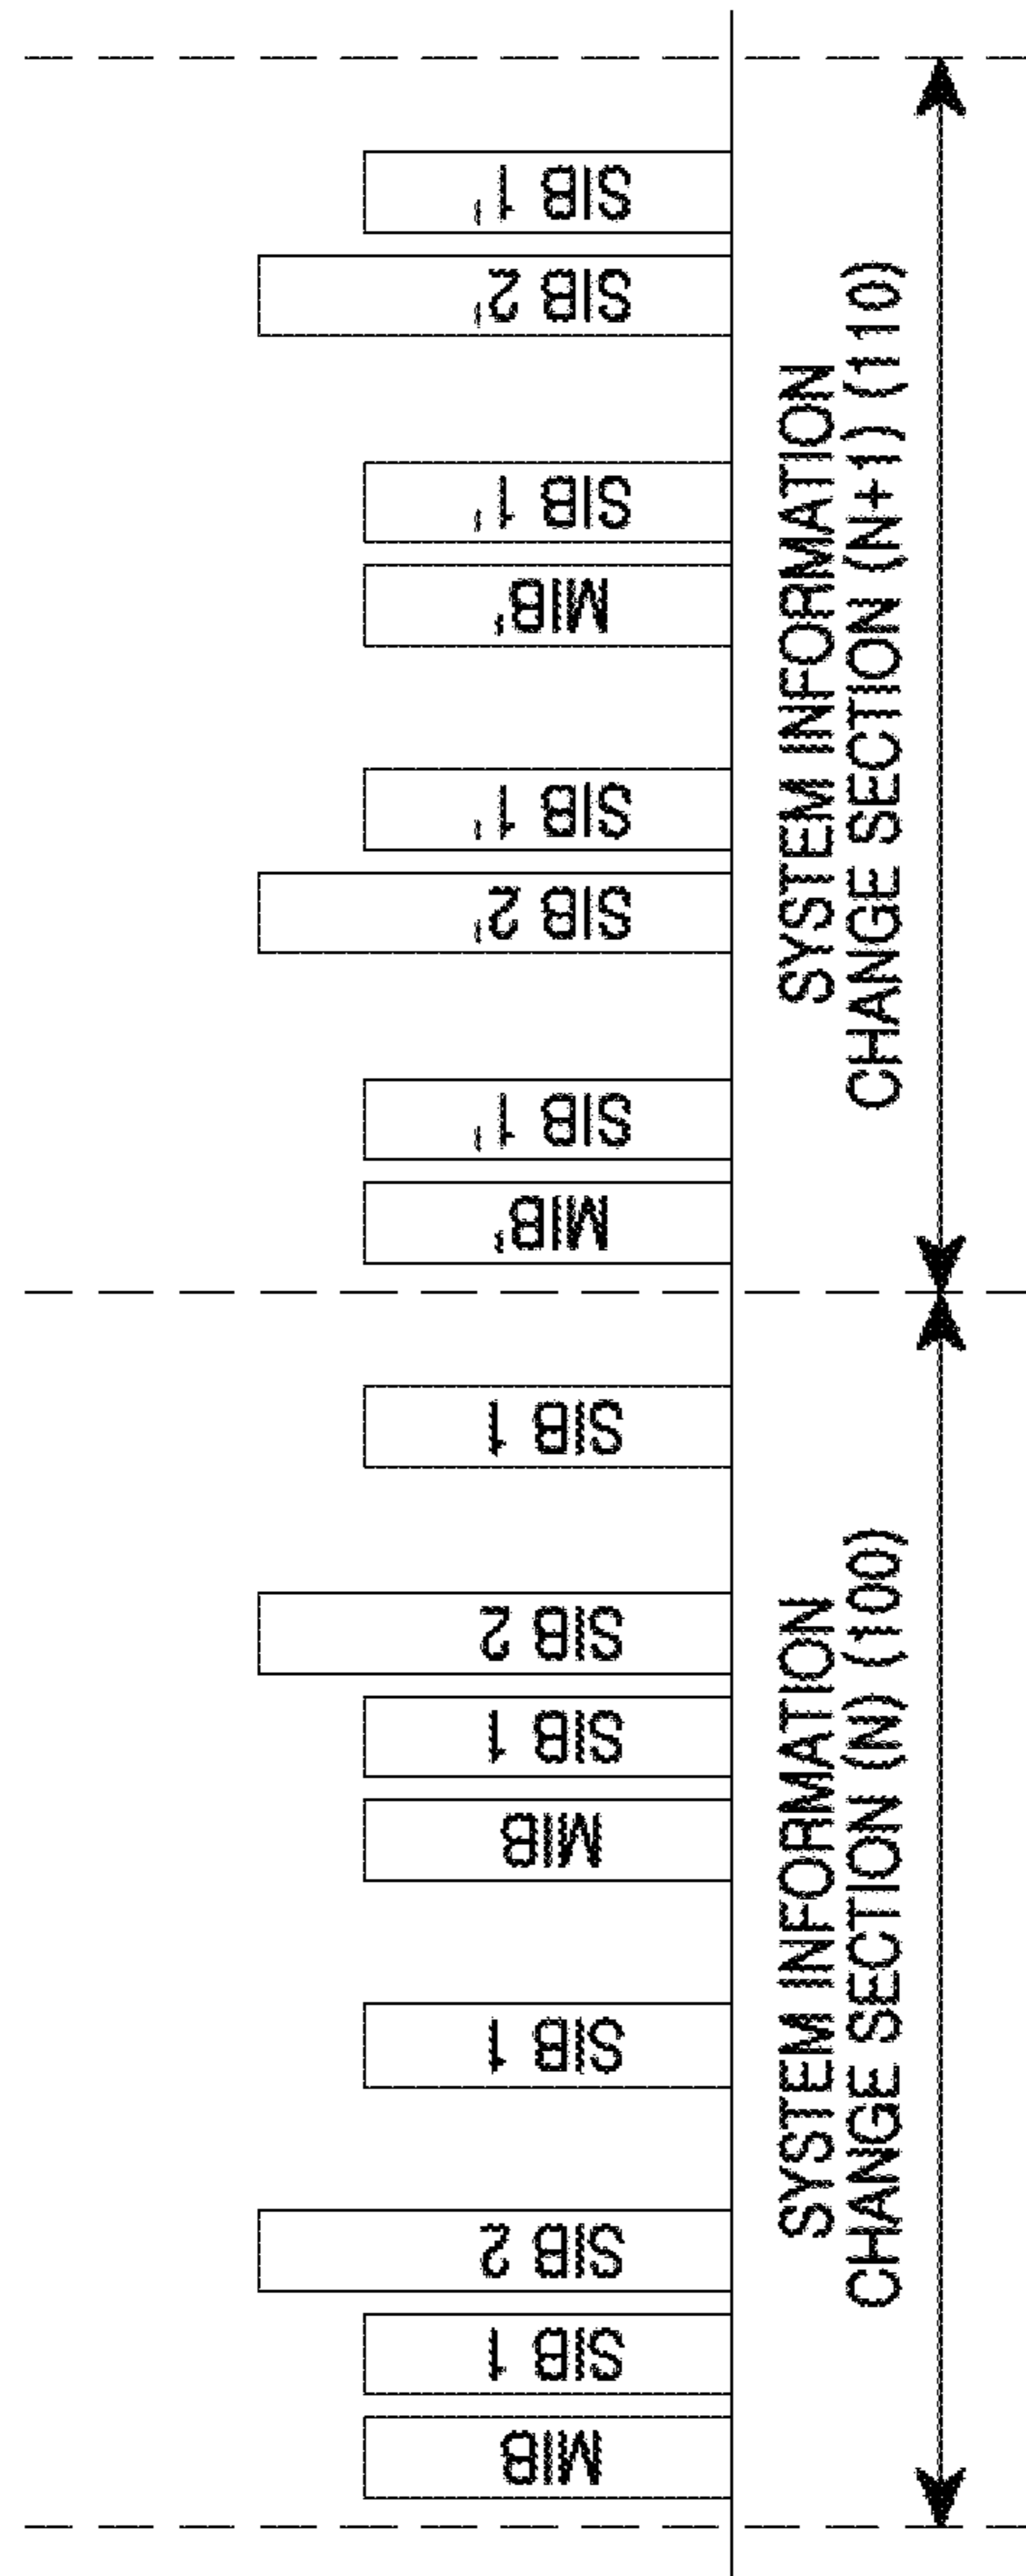 MIB
SIB 1
SIB 2
SIB 1
MIB
SIB 1
SIB 2
SIB 1
MIB'
SIB 1'
SIB 2'
SIB 1'
MIB'
SIB 1'
SIB 2'
SIB 1'
SYSTEM INFORMATION
CHANGE SECTION (N) (100)
SYSTEM INFORMATION
CHANGE SECTION (N+1) (110)